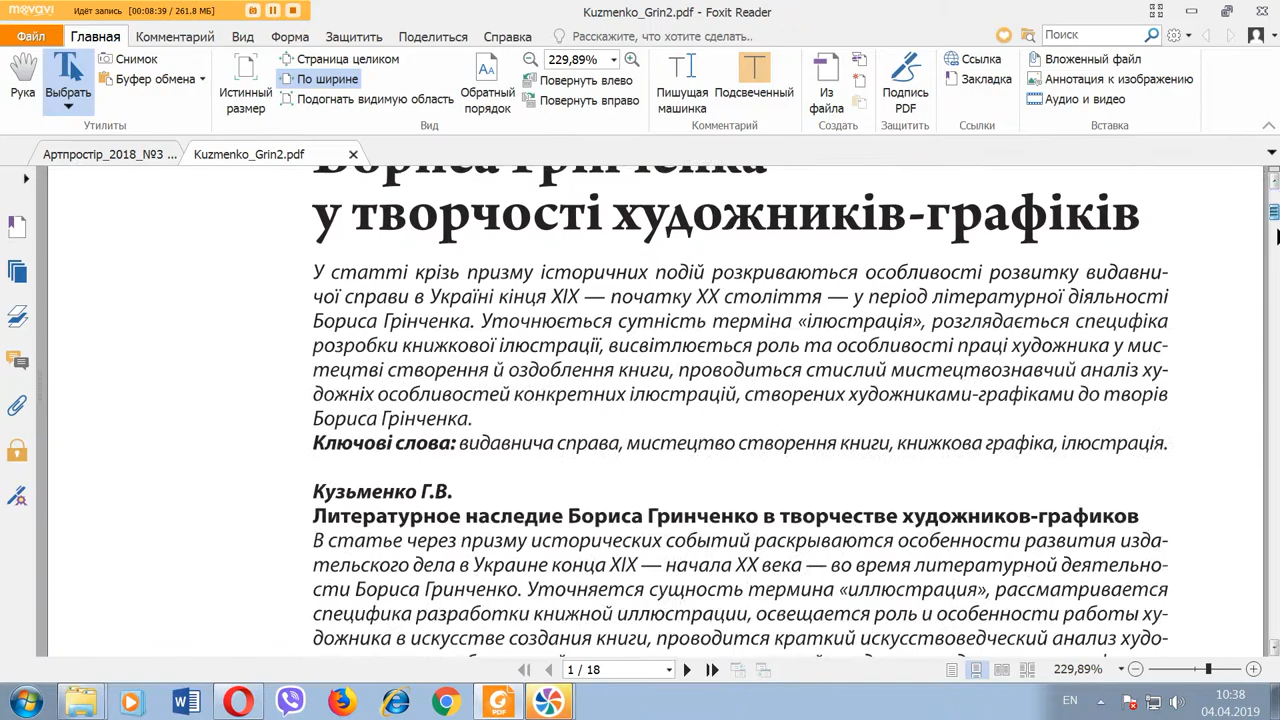 movavi Идёт запись [00:08:39 / 261.8 МБ]
Kuzmenko_Grin2.pdf - Foxit Reader
Файл Главная Комментарий Вид Форма Защитить Поделиться Справка Расскажите, что хотите сделать.. Поиск
Рука
Выбрать
Снимок
Буфер обмена
Утилиты
Истинный размер
Страница целиком
По ширине
Подогнать видимую область
Обратный порядок
229,89%
Повернуть влево
Повернуть вправо
Вид
Пишущая машинка
Подсвеченный
Комментарий
Из файла
Создать
Подпись PDF
Защитить
Ссылка
Закладка
Ссылки
Вложенный файл
Аннотация к изображению
Аудио и видео
Вставка
Артпростір_2018_№3 ... Kuzmenko_Grin2.pdf
Бориса Грінченка
у творчості художників-графіків
У статті крізь призму історичних подій розкриваються особливості розвитку видавни-
чої справи в Україні кінця XIX — початку XX століття — у період літературної діяльності
Бориса Грінченка. Уточнюється сутність терміна «ілюстрація», розглядається специфіка
розробки книжкової ілюстрації, висвітлюється роль та особливості праці художника у мис-
тецтві створення й оздоблення книги, проводиться стислий мистецтвознавчий аналіз ху-
дожніх особливостей конкретних ілюстрацій, створених художниками-графіками до творів
Бориса Грінченка.
Ключові слова: видавнича справа, мистецтво створення книги, книжкова графіка, ілюстрація.
Кузьменко Г.В.
Литературное наследие Бориса Гринченко в творчестве художников-графиков
В статье через призму исторических событий раскрываются особенности развития изда-
тельского дела в Украине конца XIX — начала XX века — во время литературной деятельно-
сти Бориса Гринченко. Уточняется сущность термина «иллюстрация», рассматривается
специфика разработки книжной иллюстрации, освещается роль и особенности работы ху-
дожника в искусстве создания книги, проводится краткий искусствоведческий анализ худо-
1 / 18
229,89%
EN
10:38
04.04.2019